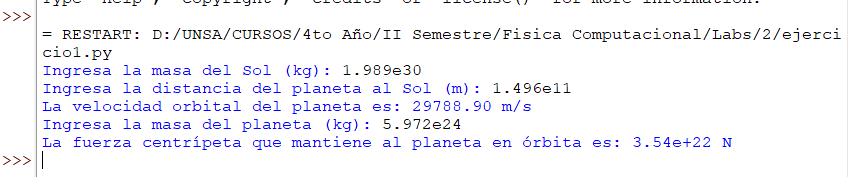 Type "help", "copyright", "credits" or "license()" for more information.
>>>
= RESTART: D:/UNSA/CURSOS/4to Año/II Semestre/Fisica Computacional/Labs/2/ejerci
cio1.py
Ingresa la masa del Sol (kg): 1.989e30
Ingresa la distancia del planeta al Sol (m): 1.496e11
La velocidad orbital del planeta es: 29788.90 m/s
Ingresa la masa del planeta (kg): 5.972e24
La fuerza centrípeta que mantiene al planeta en órbita es: 3.54e+22 N
>>>